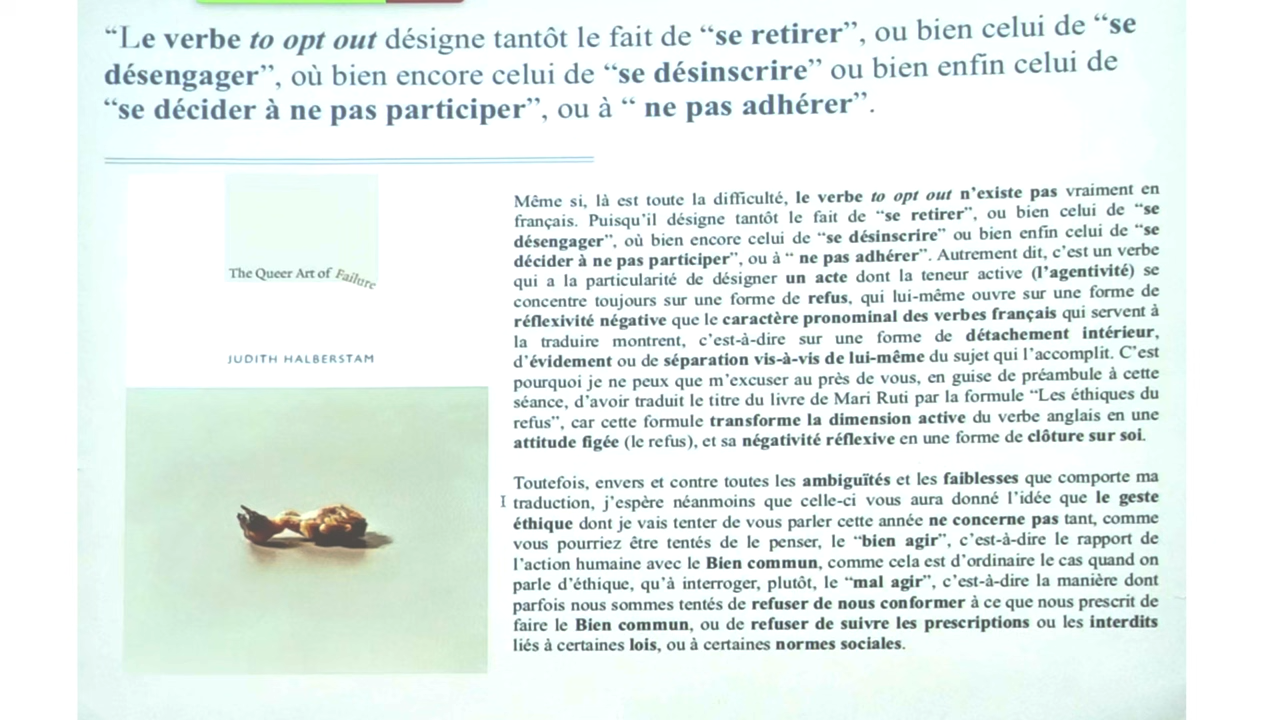 “Le verbe to opt out désigne tantôt le fait de “se retirer”, ou bien celui de “se
désengager”, où bien encore celui de “se désinscrire” ou bien enfin celui de
“se décider à ne pas participer”, ou à “ ne pas adhérer”.
The Queer Art of Failure
JUDITH HALBERSTAM
Même si, là est toute la difficulté, le verbe to opt out n’existe pas vraiment en
français. Puisqu’il désigne tantôt le fait de “se retirer”, ou bien celui de “se
désengager”, où bien encore celui de “se désinscrire” ou bien enfin celui de “se
décider à ne pas participer”, ou à “ ne pas adhérer”. Autrement dit, c’est un verbe
qui a la particularité de désigner un acte dont la teneur active (l’agentivité) se
concentre toujours sur une forme de refus, qui lui-même ouvre sur une forme de
réflexivité négative que le caractère pronominal des verbes français qui servent à
la traduire montrent, c’est-à-dire sur une forme de détachement intérieur,
d’évidement ou de séparation vis-à-vis de lui-même du sujet qui l’accomplit. C’est
pourquoi je ne peux que m’excuser au près de vous, en guise de préambule à cette
séance, d’avoir traduit le titre du livre de Mari Ruti par la formule “Les éthiques du
refus”, car cette formule transforme la dimension active du verbe anglais en une
attitude figée (le refus), et sa négativité réflexive en une forme de clôture sur soi.
Toutefois, envers et contre toutes les ambiguïtés et les faiblesses que comporte ma
traduction, j’espère néanmoins que celle-ci vous aura donné l’idée que le geste
éthique dont je vais tenter de vous parler cette année ne concerne pas tant, comme
vous pourriez être tentés de le penser, le “bien agir”, c’est-à-dire le rapport de
l’action humaine avec le Bien commun, comme cela est d’ordinaire le cas quand on
parle d’éthique, qu’à interroger, plutôt, le “mal agir”, c’est-à-dire la manière dont
parfois nous sommes tentés de refuser de nous conformer à ce que nous prescrit de
faire le Bien commun, ou de refuser de suivre les prescriptions ou les interdits
liés à certaines lois, ou à certaines normes sociales.